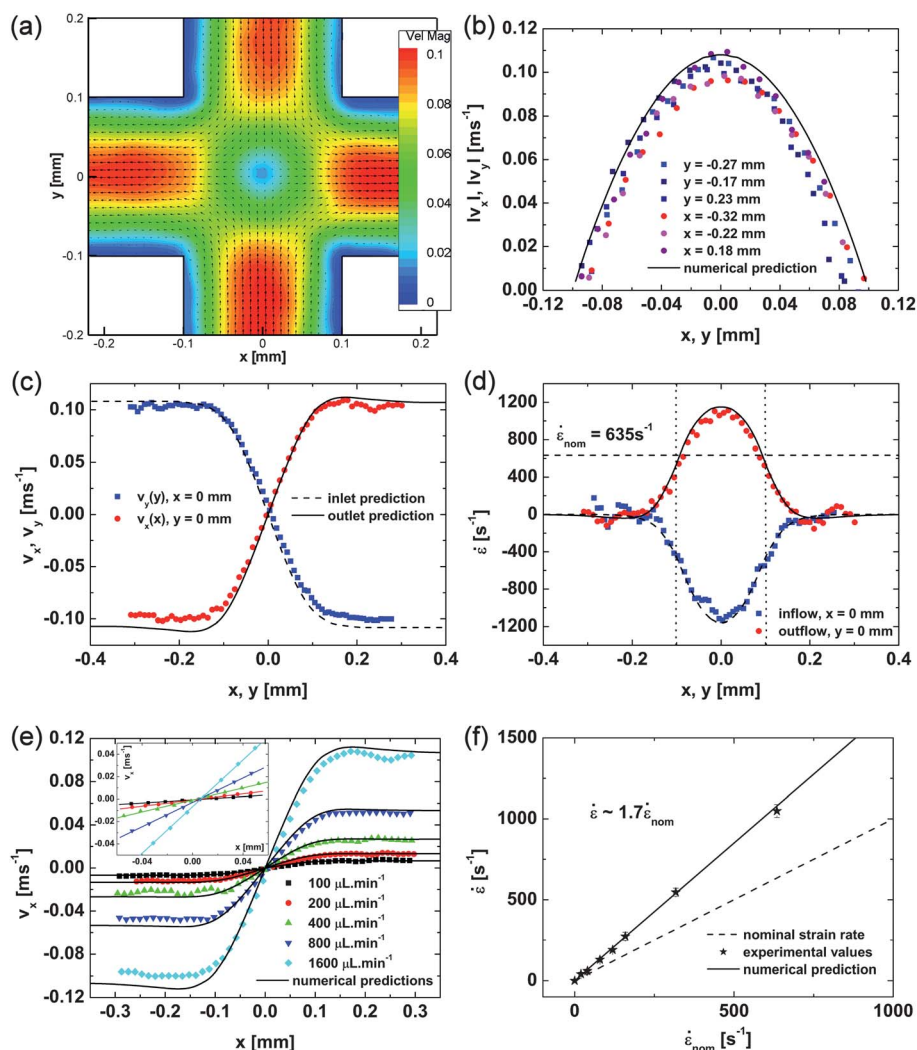 (a)
0.2
0.1
0
-0.1
-0.2
y [mm]
-0.2
-0.1
0
0.1
0.2
x [mm]
Vel Mag
0.1
0.08
0.06
0.04
0.02
0
(b)
0.12
0.10
0.08
0.06
0.04
0.02
0.00
|vₓ|, |vᵧ| [ms⁻¹]
y = -0.27 mm
y = -0.17 mm
y = 0.23 mm
x = -0.32 mm
x = -0.22 mm
x = 0.18 mm
numerical prediction
-0.12 -0.08 -0.04 0.00 0.04 0.08 0.12
x, y [mm]
(c)
0.10
0.05
0.00
-0.05
-0.10
vₓ, vᵧ [ms⁻¹]
vᵧ(y), x = 0 mm
vₓ(x), y = 0 mm
inlet prediction
outlet prediction
-0.4 -0.2 0.0 0.2 0.4
x, y [mm]
(d)
1200
800
400
0
-400
-800
-1200
ε̇ [s⁻¹]
ε̇nom = 635s⁻¹
inflow, x = 0 mm
outflow, y = 0 mm
-0.4 -0.2 0.0 0.2 0.4
x, y [mm]
(e)
0.12
0.08
0.04
0.00
-0.04
-0.08
-0.12
vₓ [ms⁻¹]
0.04
0.02
0.00
-0.02
-0.04
vₓ [ms⁻¹]
x [mm]
-0.04 0.00 0.04
100 μL.min⁻¹
200 μL.min⁻¹
400 μL.min⁻¹
800 μL.min⁻¹
1600 μL.min⁻¹
numerical predictions
-0.3 -0.2 -0.1 0.0 0.1 0.2 0.3
x [mm]
(f)
1500
1000
500
0
ε̇ [s⁻¹]
ε̇ ~ 1.7ε̇nom
nominal strain rate
experimental values
numerical prediction
0 500 1000
ε̇nom [s⁻¹]